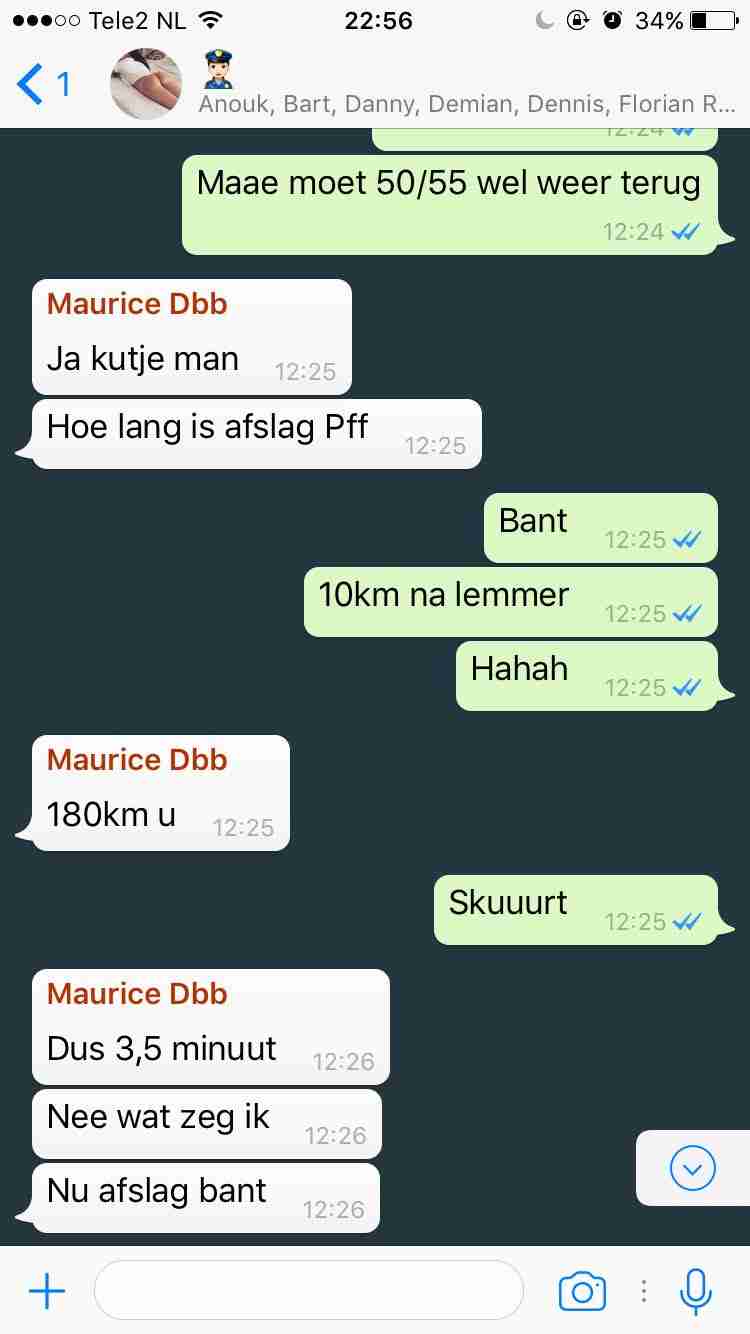 Tele2 NL 22:56 34%
1
Anouk, Bart, Danny, Demian, Dennis, Florian R...
12:24
Maae moet 50/55 wel weer terug
12:24
Maurice Dbb
Ja kutje man 12:25
Hoe lang is afslag Pff 12:25
Bant 12:25
10km na lemmer 12:25
Hahah 12:25
Maurice Dbb
180km u 12:25
Skuuurt 12:25
Maurice Dbb
Dus 3,5 minuut 12:26
Nee wat zeg ik 12:26
Nu afslag bant 12:26